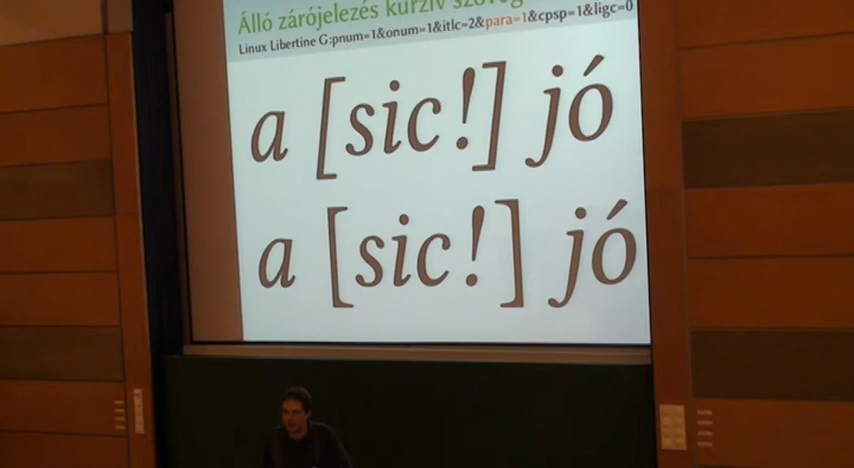 Álló zárójelezés kurzív
Linux Libertine G:pnum=1&onum=1&itlc=2&para=1&cpsp=1&ligc=0
a [sic!] jó
a [sic!] jó